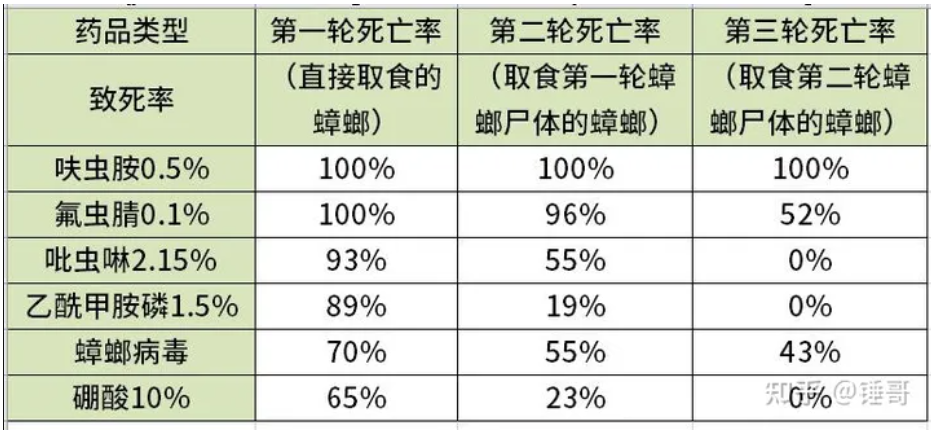 药品类型 第一轮死亡率 第二轮死亡率 第三轮死亡率
致死率 （直接取食的蟑螂） （取食第一轮蟑螂尸体的蟑螂） （取食第二轮蟑螂尸体的蟑螂）
呋虫胺0.5% 100% 100% 100%
氟虫腈0.1% 100% 96% 52%
吡虫啉2.15% 93% 55% 0%
乙酰甲胺磷1.5% 89% 19% 0%
蟑螂病毒 70% 55% 43%
硼酸10% 65% 23% 0%
知乎 @锤哥